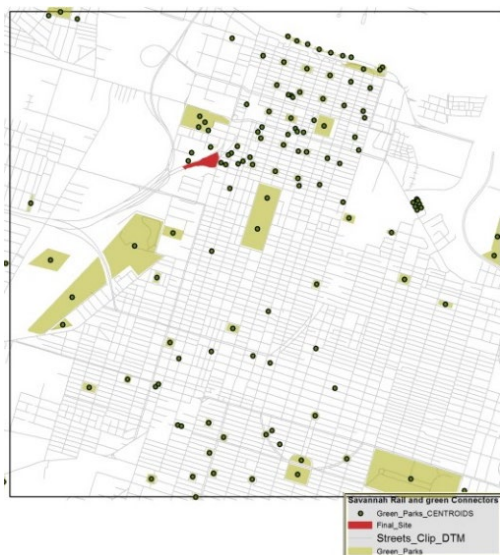 Savannah Rail and green Connectors
Green_Parks_CENTROIDS
Final_Site
Streets_Clip_DTM
Green_Parks